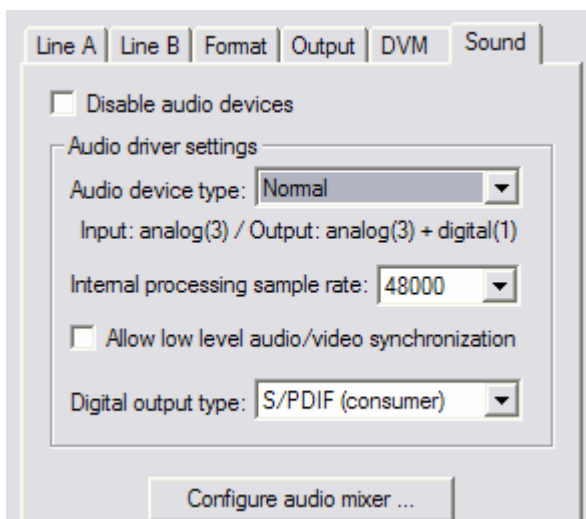 Line A Line B Format Output DVM Sound
Disable audio devices
Audio driver settings
Audio device type: Normal
Input: analog(3) / Output: analog(3) + digital(1)
Internal processing sample rate: 48000
Allow low level audio/video synchronization
Digital output type: S/PDIF (consumer)
Configure audio mixer ...